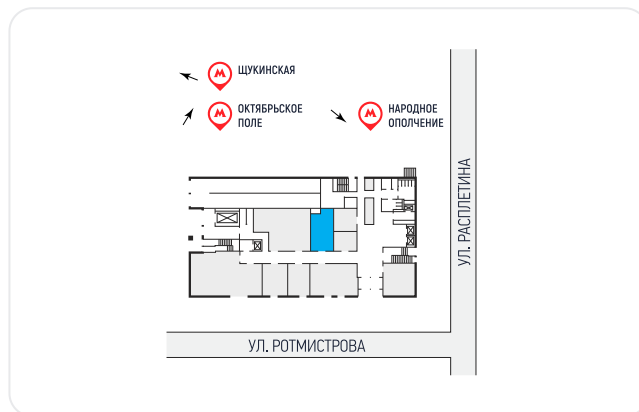 ЩУКИНСКАЯ
ОКТЯБРЬСКОЕ
ПОЛЕ
НАРОДНОЕ
ОПОЛЧЕНИЕ
УЛ. РАСПЛЕТИНА
УЛ. РОТМИСТРОВА